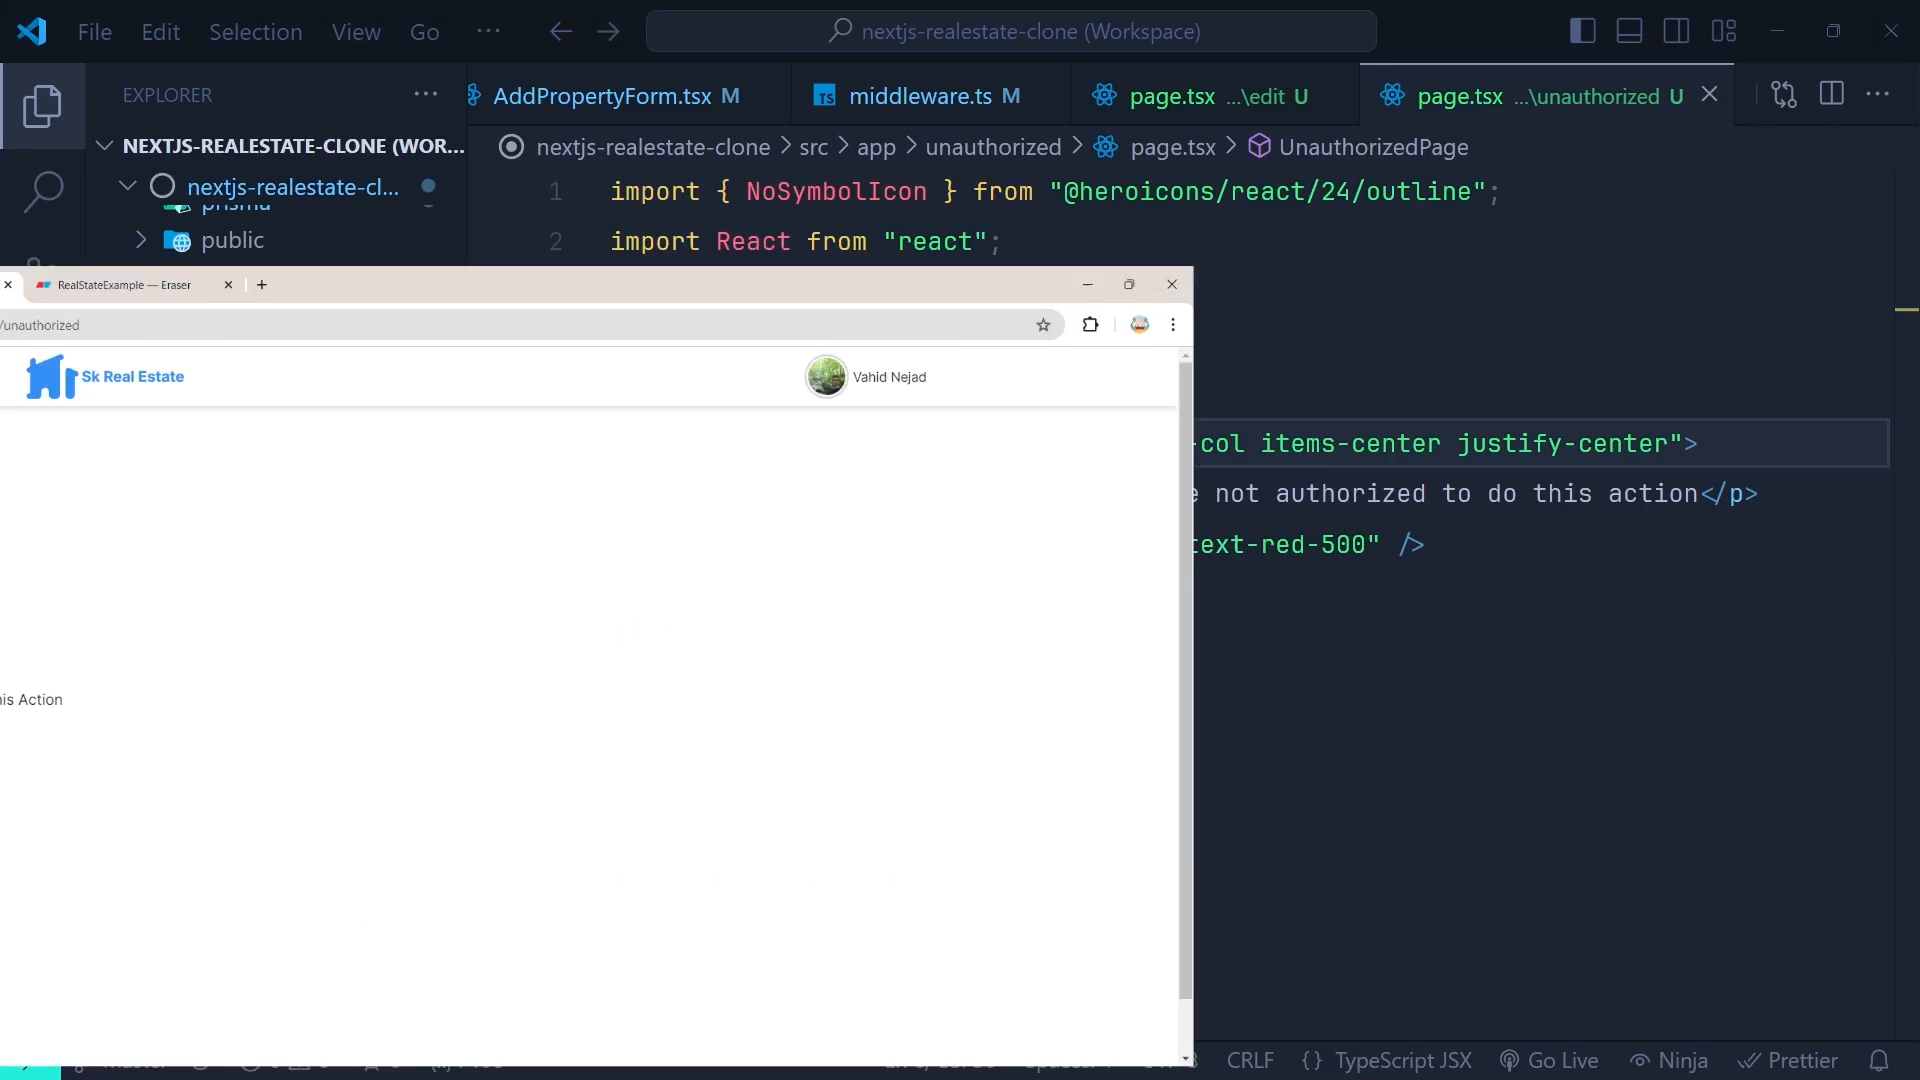 File Edit Selection View Go ··· nextjs-realestate-clone (Workspace)
EXPLORER ···
AddPropertyForm.tsx M
middleware.ts M
page.tsx ...\edit U
page.tsx ...\unauthorized U
NEXTJS-REALESTATE-CLONE (WOR...
nextjs-realestate-clone > src > app > unauthorized > page.tsx > UnauthorizedPage
nextjs-realestate-cl...
prisma
public
1 import { NoSymbolIcon } from "@heroicons/react/24/outline";
2 import React from "react";
RealStateExample — Eraser
/unauthorized
Sk Real Estate
Vahid Nejad
-col items-center justify-center">
not authorized to do this action</p>
text-red-500" />
his Action
CRLF {} TypeScript JSX Go Live Ninja Prettier